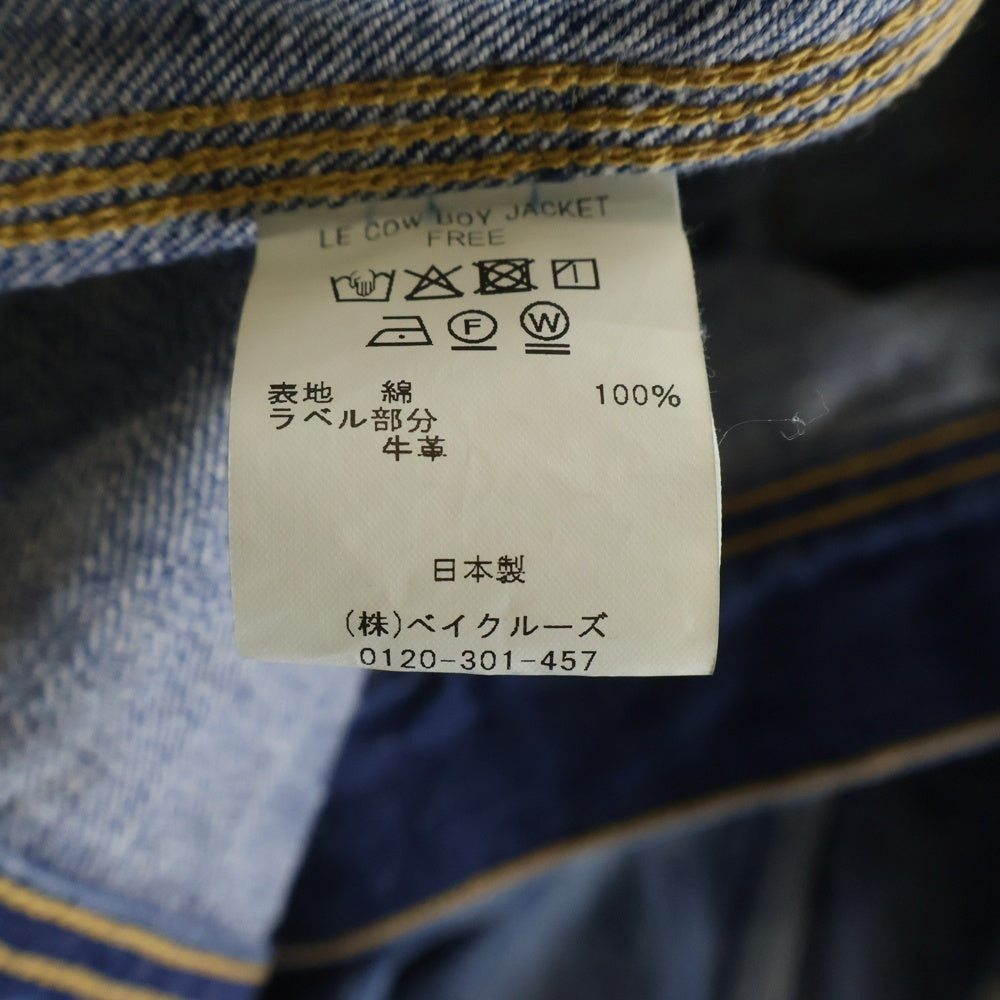 LE COW BOY JACKET
FREE
F W
表地 綿 100%
ラベル部分
牛革
日本製
(株)ベイクルーズ
0120-301-457